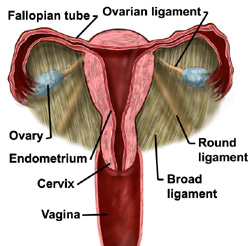 Fallopian tube
Ovarian ligament
Ovary
Endometrium
Cervix
Vagina
Round
ligament
Broad
ligament